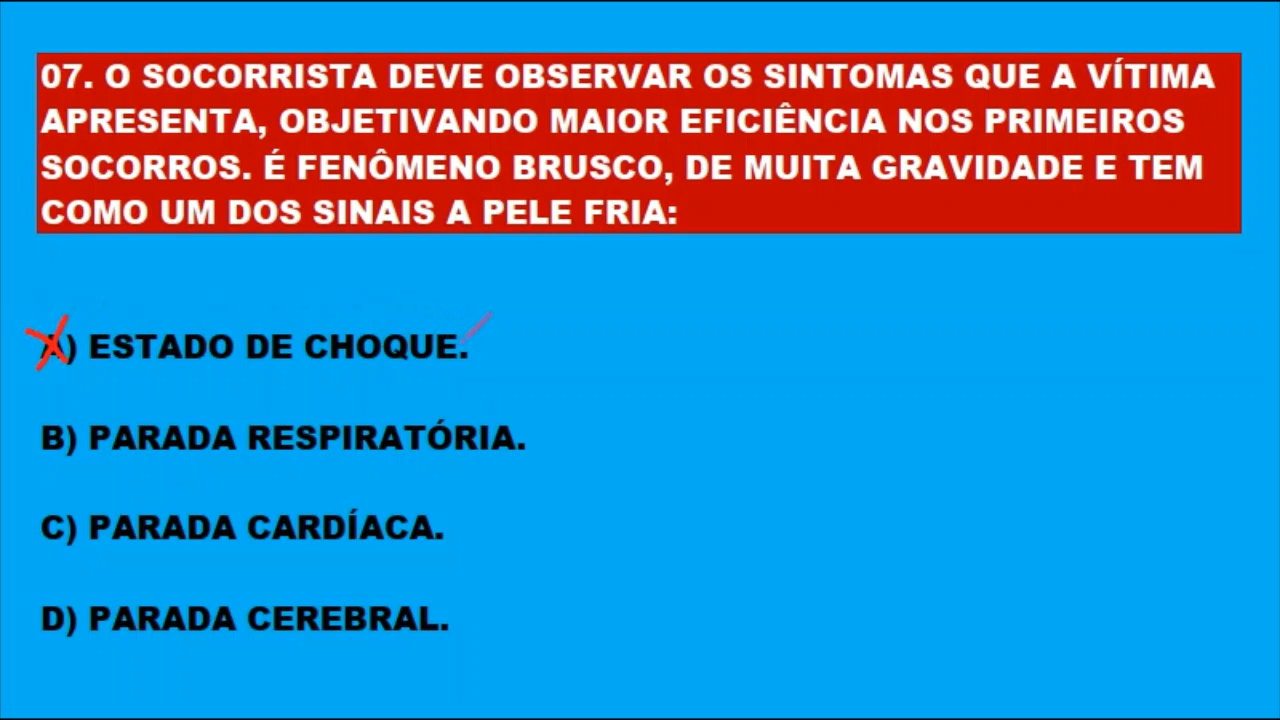 07. O SOCORRISTA DEVE OBSERVAR OS SINTOMAS QUE A VÍTIMA
APRESENTA, OBJETIVANDO MAIOR EFICIÊNCIA NOS PRIMEIROS
SOCORROS. É FENÔMENO BRUSCO, DE MUITA GRAVIDADE E TEM
COMO UM DOS SINAIS A PELE FRIA:
A) ESTADO DE CHOQUE.
B) PARADA RESPIRATÓRIA.
C) PARADA CARDÍACA.
D) PARADA CEREBRAL.